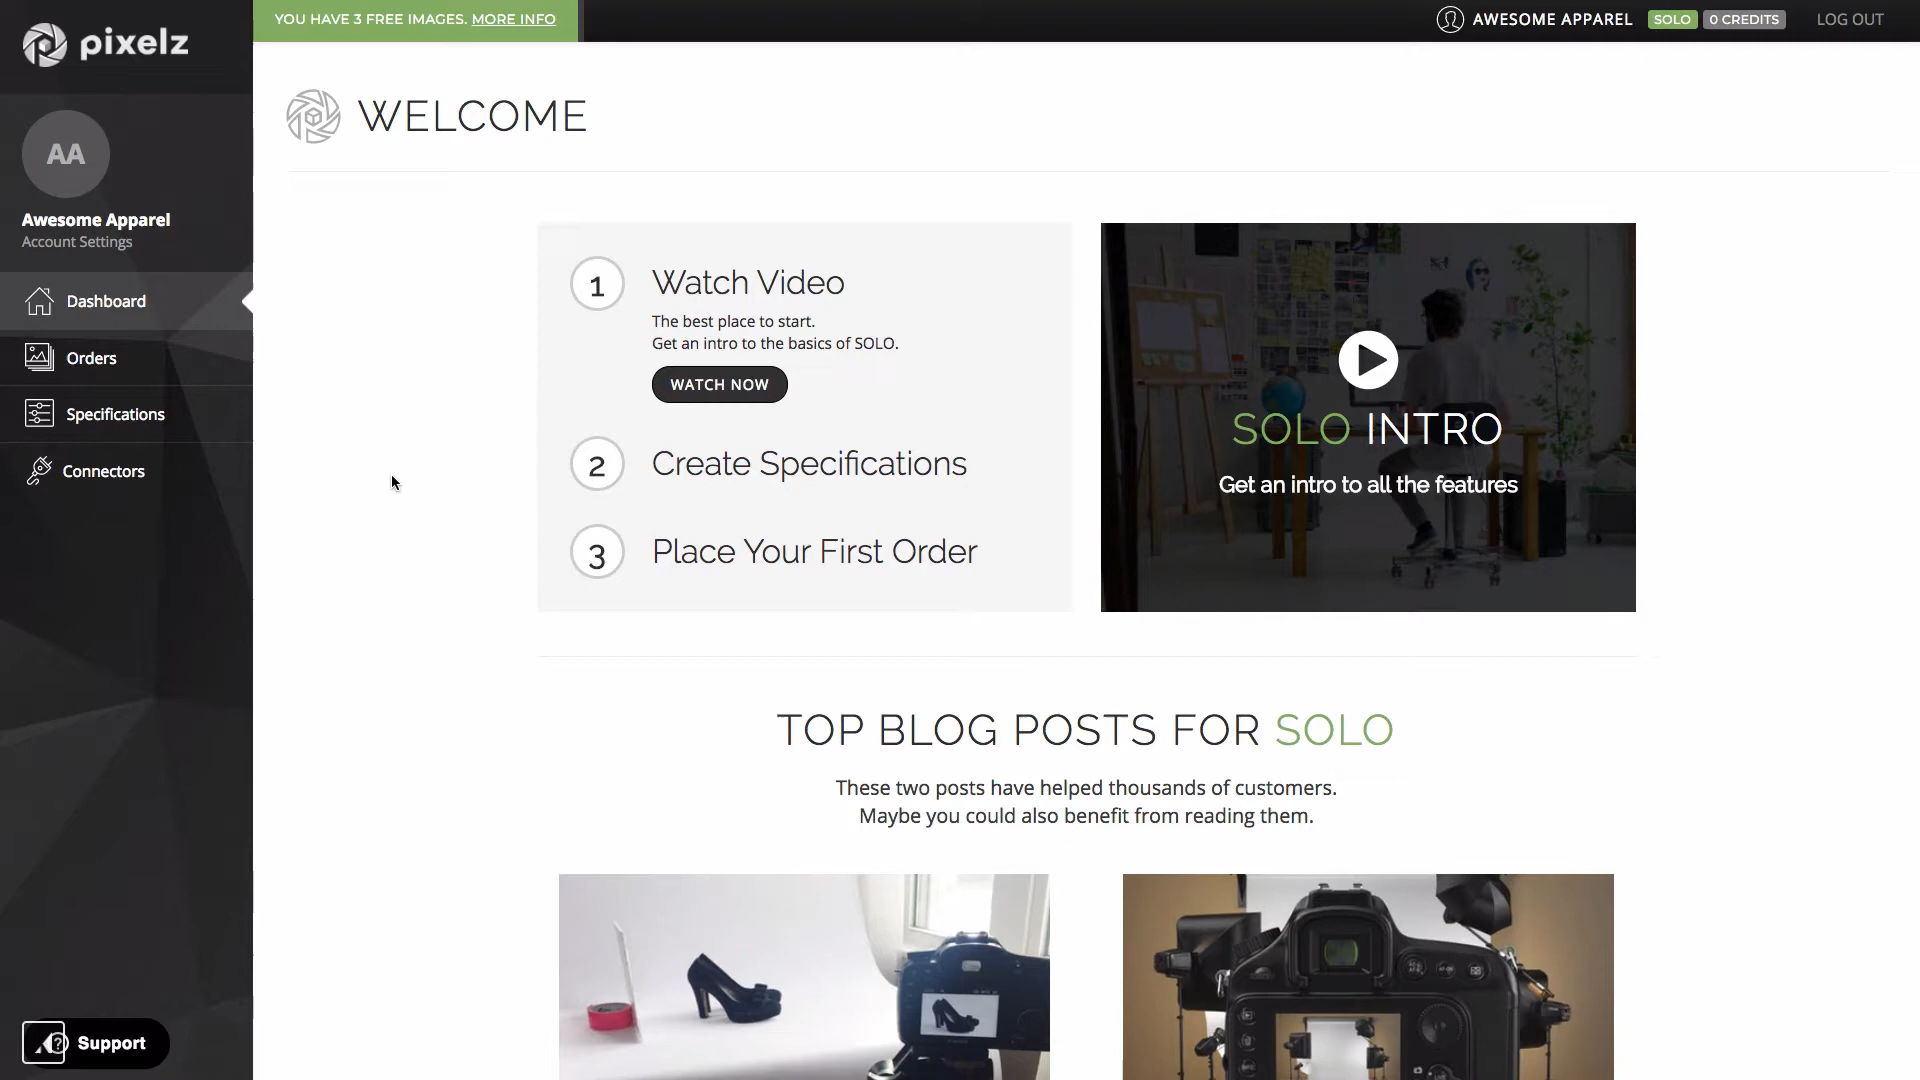 YOU HAVE 3 FREE IMAGES. MORE INFO
AWESOME APPAREL
SOLO
0 CREDITS
LOG OUT
pixelz
AA
Awesome Apparel
Account Settings
Dashboard
Orders
Specifications
Connectors
Support
WELCOME
1
Watch Video
The best place to start.
Get an intro to the basics of SOLO.
WATCH NOW
2
Create Specifications
3
Place Your First Order
SOLO INTRO
Get an intro to all the features
TOP BLOG POSTS FOR SOLO
These two posts have helped thousands of customers.
Maybe you could also benefit from reading them.